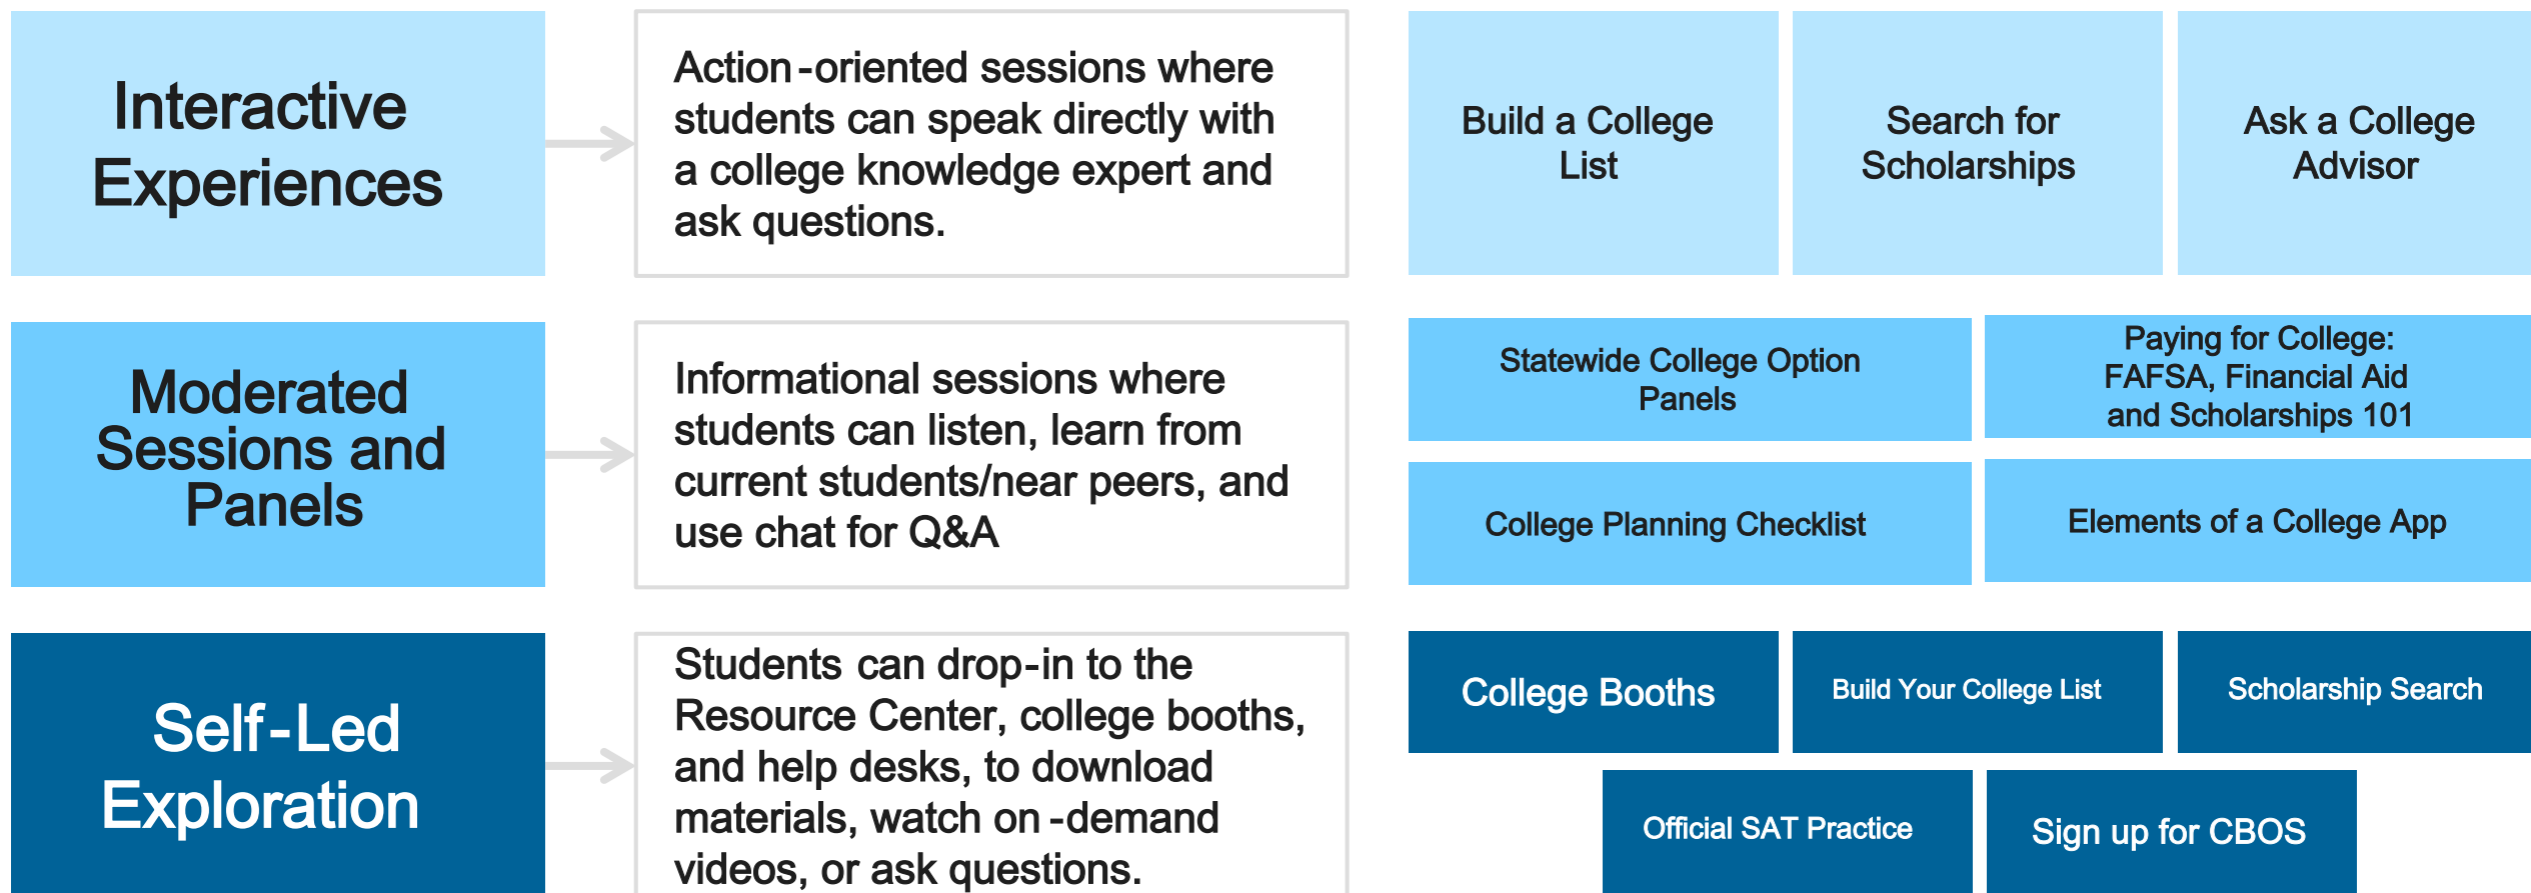 Interactive
Experiences
Action-oriented sessions where
students can speak directly with
a college knowledge expert and
ask questions.
Build a College
List
Search for
Scholarships
Ask a College
Advisor
Moderated
Sessions and
Panels
Informational sessions where
students can listen, learn from
current students/near peers, and
use chat for Q&A
Statewide College Option
Panels
Paying for College:
FAFSA, Financial Aid
and Scholarships 101
College Planning Checklist
Elements of a College App
Self-Led
Exploration
Students can drop-in to the
Resource Center, college booths,
and help desks, to download
materials, watch on-demand
videos, or ask questions.
College Booths
Build Your College List
Scholarship Search
Official SAT Practice
Sign up for CBOS